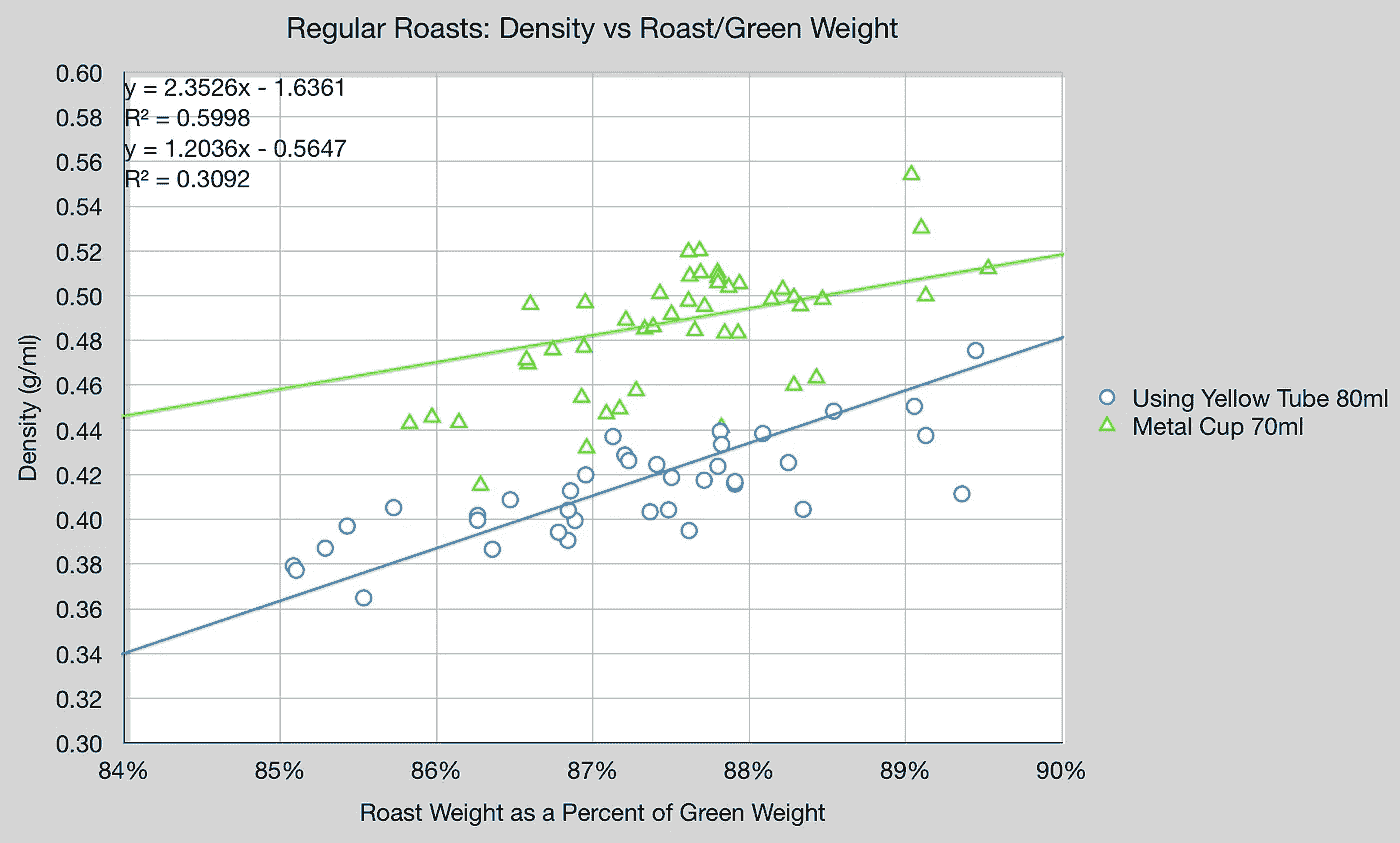 Regular Roasts: Density vs Roast/Green Weight
y = 2.3526x - 1.6361
R² = 0.5998
y = 1.2036x - 0.5647
R² = 0.3092
0.60
0.58
0.56
0.54
0.52
0.50
0.48
0.46
0.44
0.42
0.40
0.38
0.36
0.34
0.32
0.30
Density (g/ml)
84% 85% 86% 87% 88% 89% 90%
Roast Weight as a Percent of Green Weight
Using Yellow Tube 80ml
Metal Cup 70ml